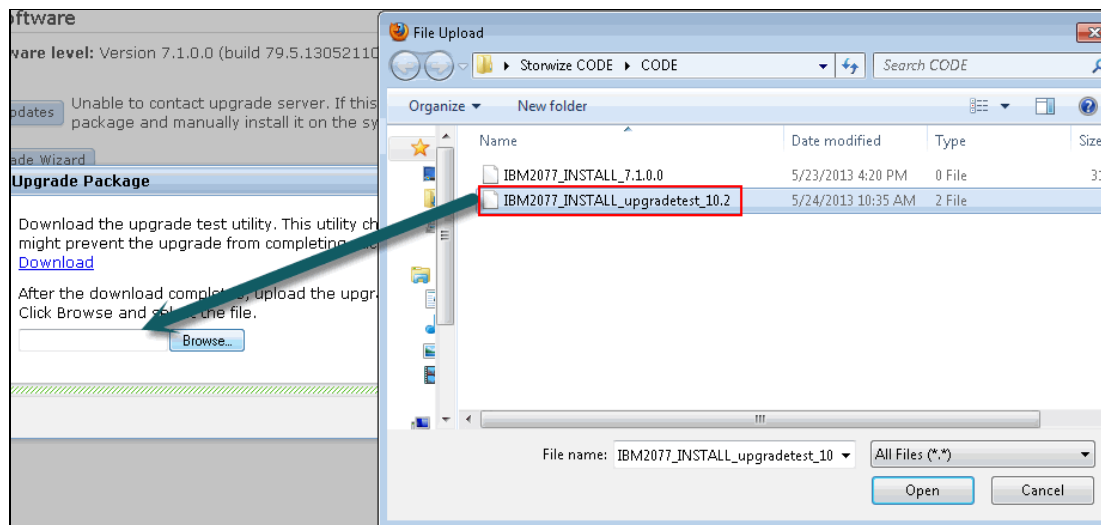 ftware
ware level: Version 7.1.0.0 (build 79.5.13052110
pdates
Unable to contact upgrade server. If this
package and manually install it on the sy
ade Wizard
Upgrade Package
Download the upgrade test utility. This utility ch
might prevent the upgrade from completing
Download
After the download completes, upload the upgr
Click Browse and select the file.
Browse...
File Upload
Storwize CODE
CODE
Search CODE
Organize
New folder
Name Date modified Type Size
IBM2077_INSTALL_7.1.0.0 5/23/2013 4:20 PM 0 File 31
IBM2077_INSTALL_upgradetest_10.2 5/24/2013 10:35 AM 2 File
File name: IBM2077_INSTALL_upgradetest_10 All Files (*.*)
Open Cancel